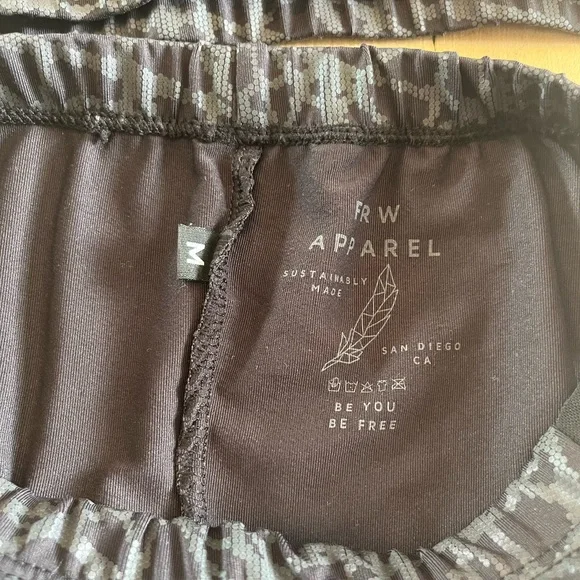 FRW
APPAREL
SUSTAINABLY
MADE
SAN DIEGO
CA
BE YOU
BE FREE
M